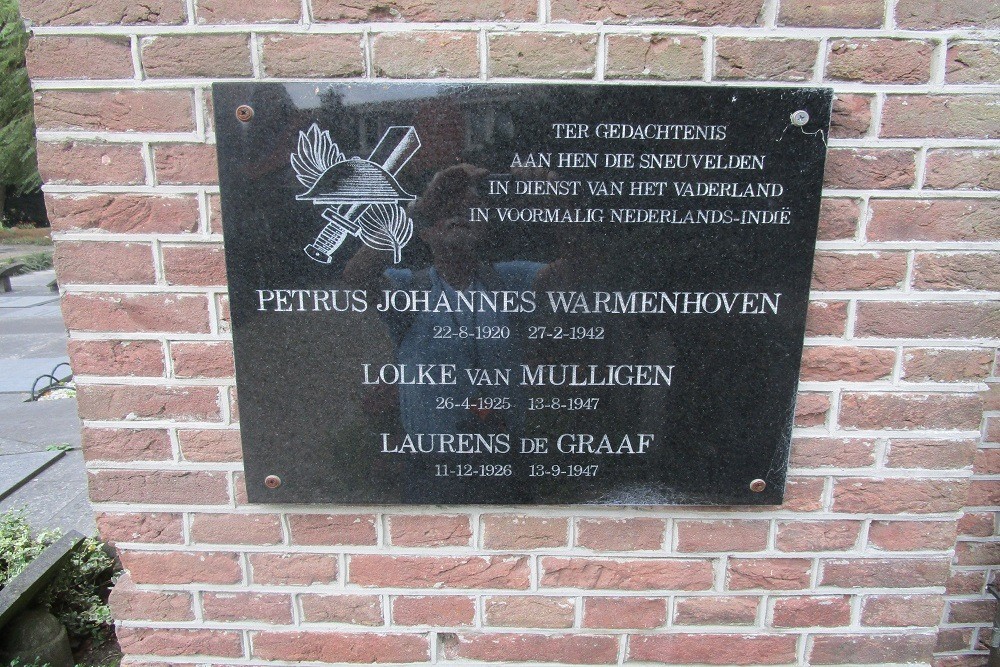 TER GEDACHTENIS
AAN HEN DIE SNEUVELDEN
IN DIENST VAN HET VADERLAND
IN VOORMALIG NEDERLANDS-INDIË
PETRUS JOHANNES WARMENHOVEN
22-8-1920 27-2-1942
LOLKE VAN MULLIGEN
26-4-1925 13-8-1947
LAURENS DE GRAAF
11-12-1926 13-9-1947